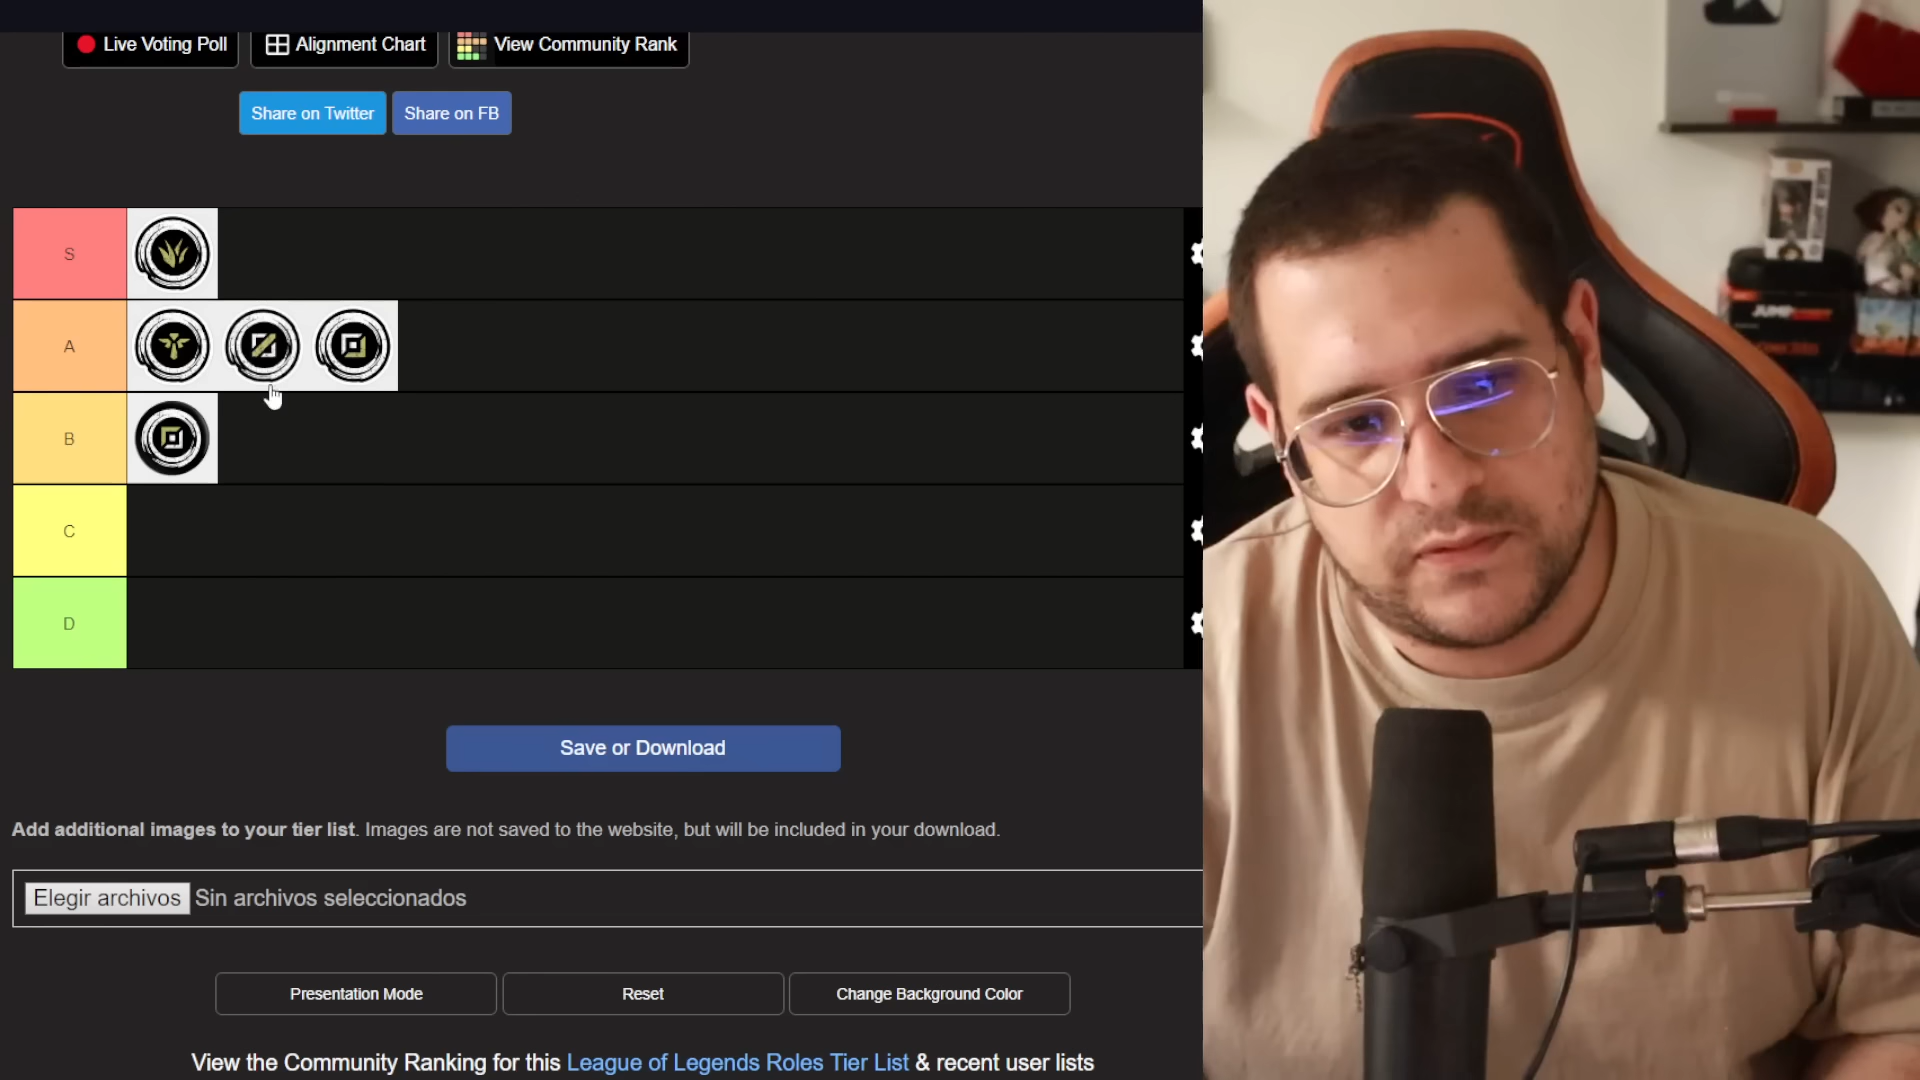 Live Voting Poll
Alignment Chart
View Community Rank
Share on Twitter
Share on FB
S
A
B
C
D
Save or Download
Add additional images to your tier list. Images are not saved to the website, but will be included in your download.
Elegir archivos Sin archivos seleccionados
Presentation Mode
Reset
Change Background Color
View the Community Ranking for this League of Legends Roles Tier List & recent user lists